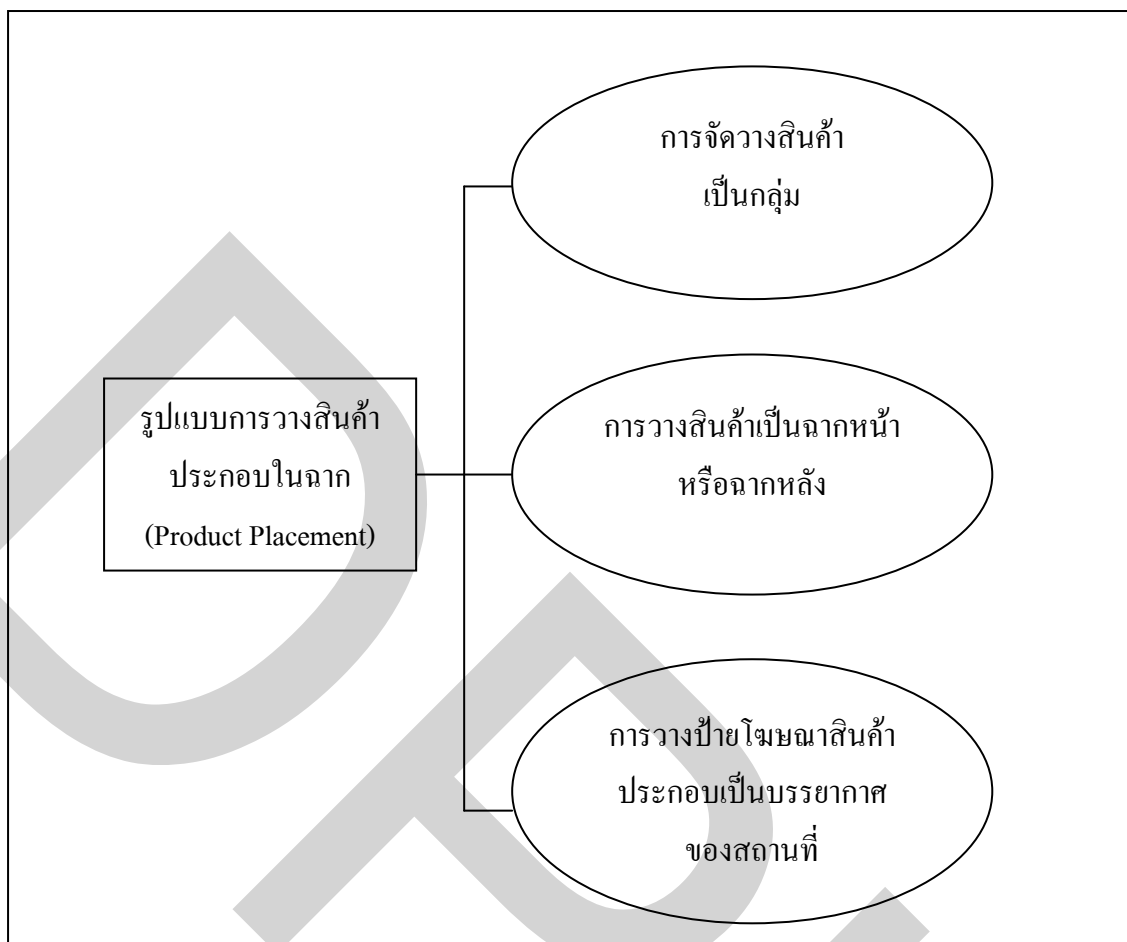 การจัดวางสินค้า
เป็นกลุ่ม
รูปแบบการวางสินค้า
ประกอบในฉาก
(Product Placement)
การวางสินค้าเป็นฉากหน้า
หรือฉากหลัง
การวางป้ายโฆษณาสินค้า
ประกอบเป็นบรรยากาศ
ของสถานที่